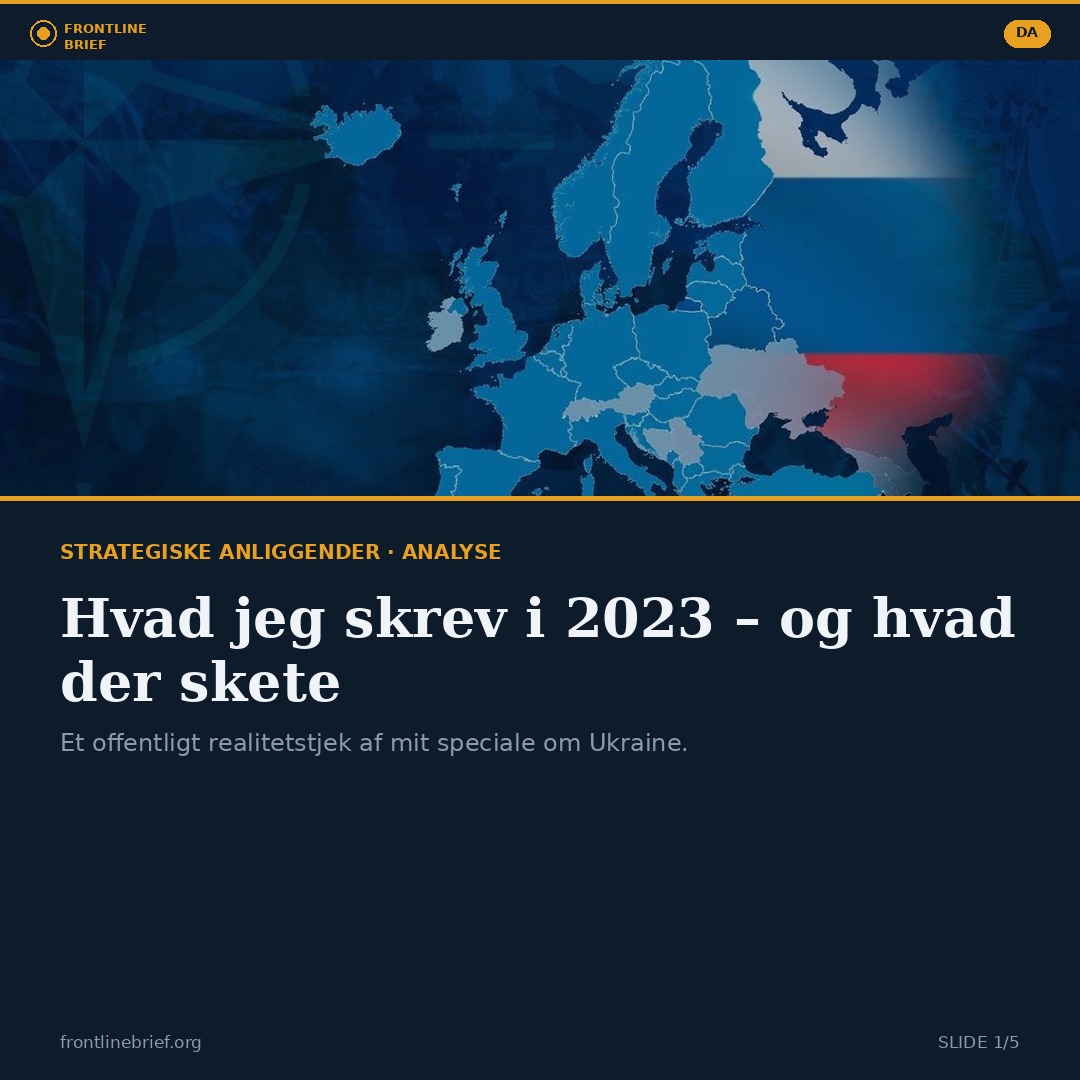 FRONTLINE
BRIEF
DA
STRATEGISKE ANLIGGENDER · ANALYSE
Hvad jeg skrev i 2023 – og hvad
der skete
Et offentligt realitetstjek af mit speciale om Ukraine.
frontlinebrief.org
SLIDE 1/5